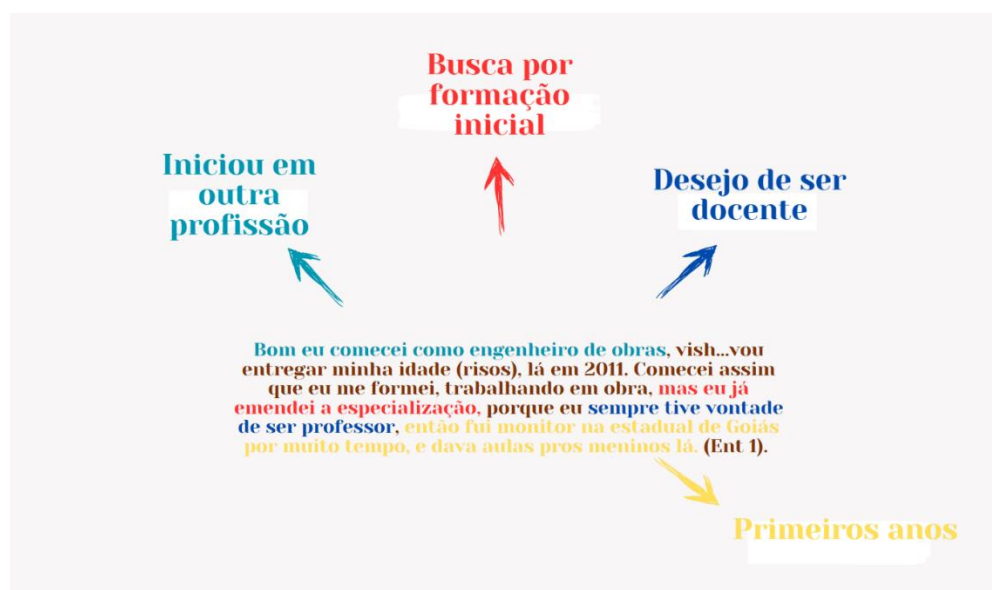 Busca por
formação
inicial
Iniciou em
outra
profissão
Desejo de ser
docente
Bom eu comecei como engenheiro de obras, vish...vou
entregar minha idade (risos), lá em 2011. Comecei assim
que eu me formei, trabalhando em obra, mas eu já
emendei a especialização, porque eu sempre tive vontade
de ser professor, então fui monitor na estadual de Goiás
por muito tempo, e dava aulas pros meninos lá. (Ent 1).
Primeiros anos